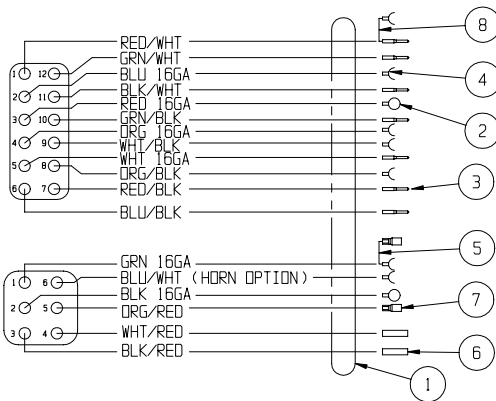 RED/WHT
GRN/WHT
1 12 BLU 16GA
2 11 BLK/WHT
RED 16GA
3 10 GRN/BLK
ORG 16GA
4 9 WHT/BLK
WHT 16GA
5 8 ORG/BLK
6 7 RED/BLK
BLU/BLK
GRN 16GA
1 6 BLU/WHT (HORN OPTION)
BLK 16GA
2 5 ORG/RED
3 4 WHT/RED
BLK/RED
8
4
2
3
5
7
6
1